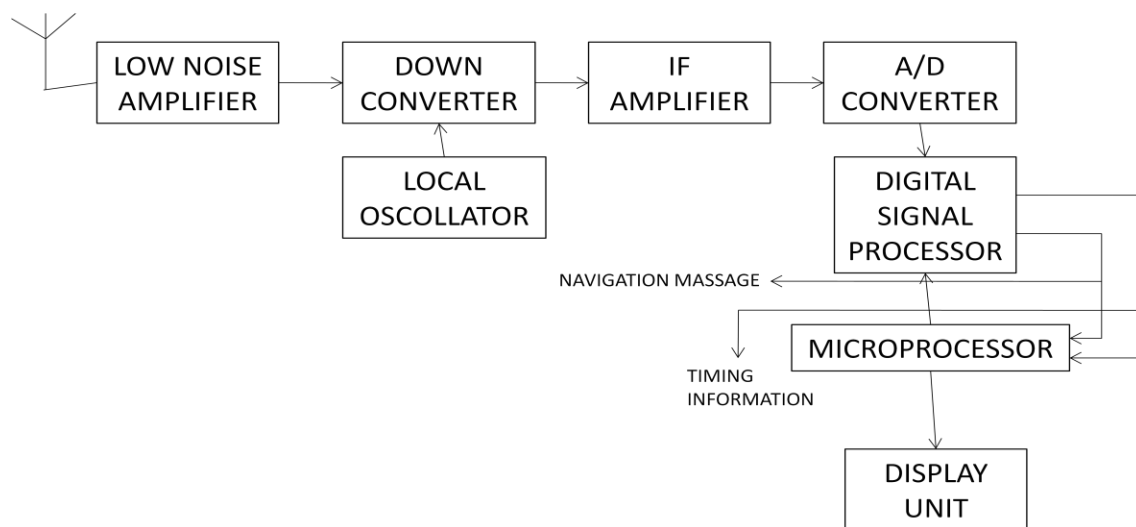 LOW NOISE
AMPLIFIER
DOWN
CONVERTER
IF
AMPLIFIER
A/D
CONVERTER
LOCAL
OSCOLLATOR
DIGITAL
SIGNAL
PROCESSOR
NAVIGATION MASSAGE
MICROPROCESSOR
TIMING
INFORMATION
DISPLAY
UNIT